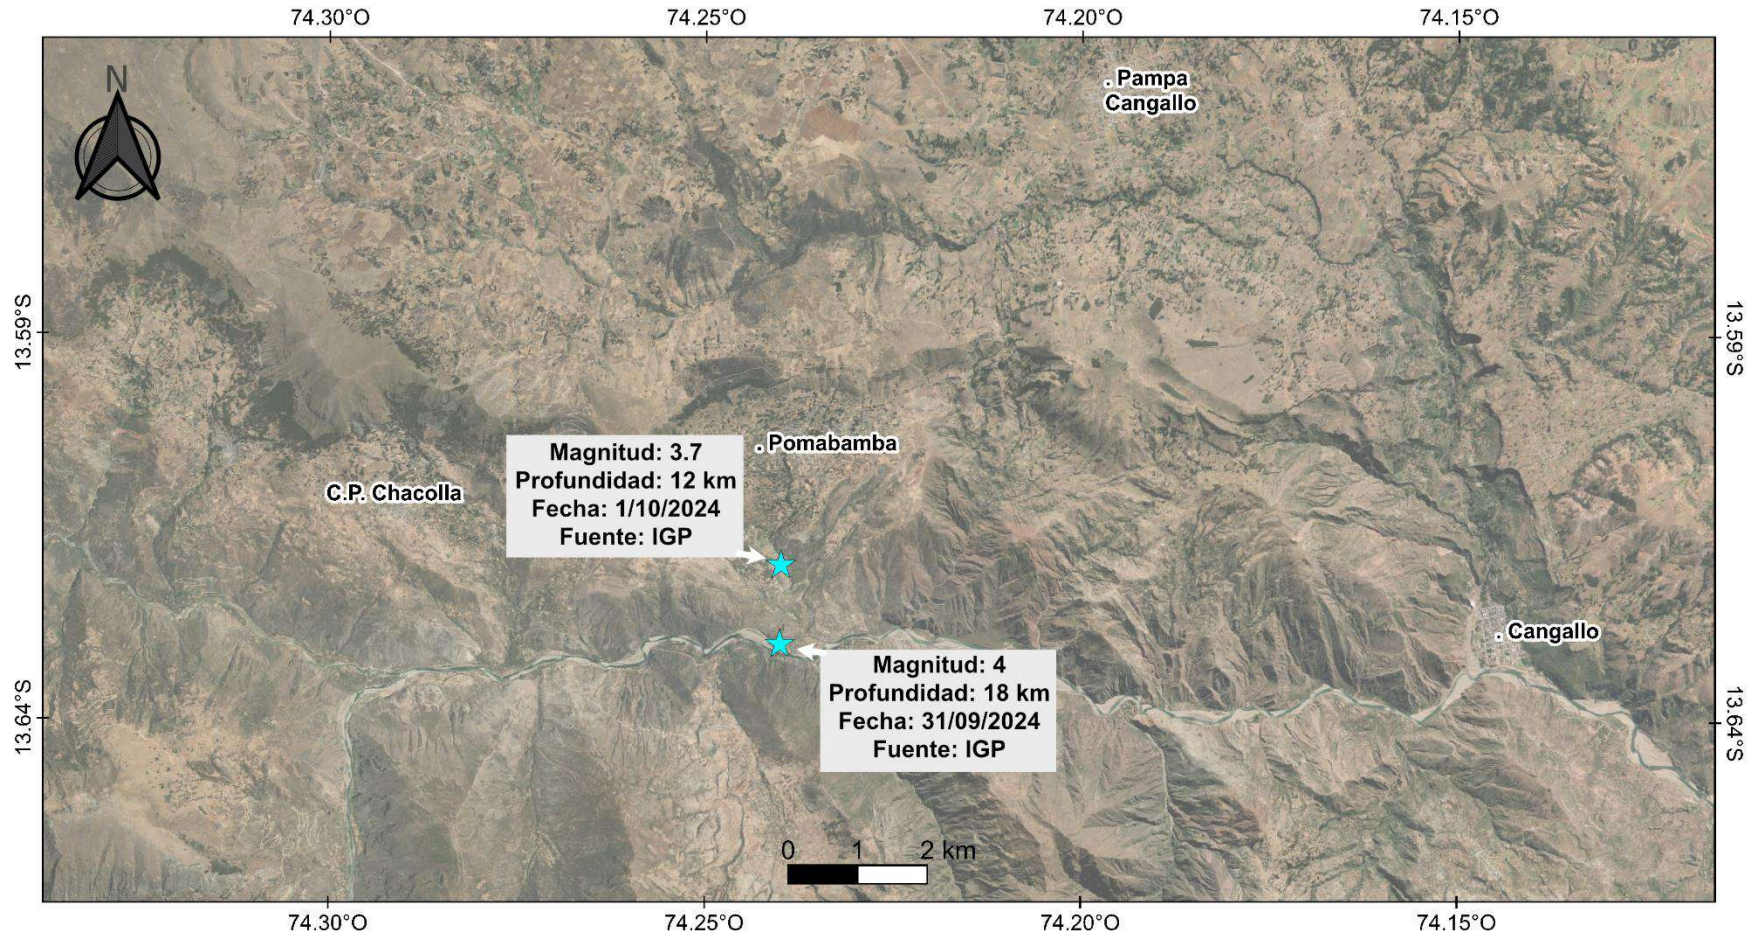 74.30°O
74.25°O
74.20°O
74.15°O
N
. Pampa
Cangallo
13.59°S
13.59°S
. Pomabamba
Magnitud: 3.7
Profundidad: 12 km
Fecha: 1/10/2024
Fuente: IGP
C.P. Chacolla
. Cangallo
Magnitud: 4
Profundidad: 18 km
Fecha: 31/09/2024
Fuente: IGP
13.64°S
13.64°S
0 1 2 km
74.30°O
74.25°O
74.20°O
74.15°O